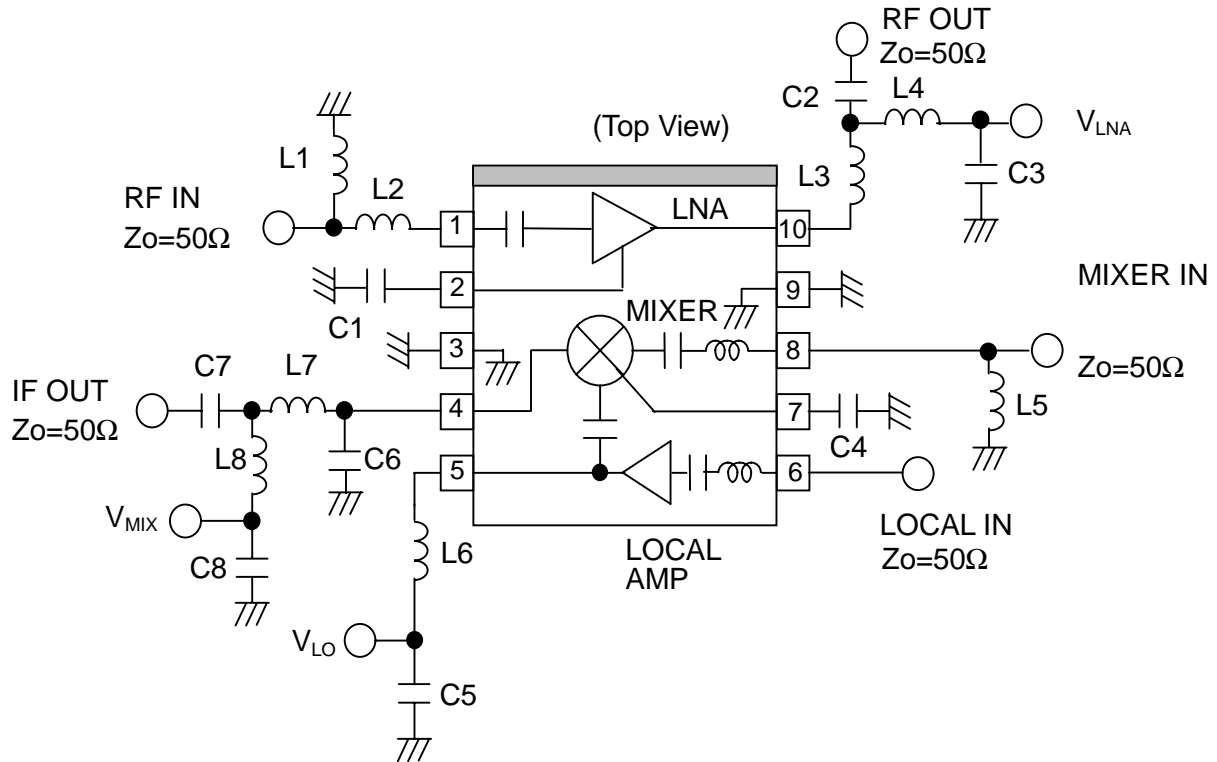 RF OUT
Zo=50Ω
C2
L4
V_LNA
(Top View)
L1
L3
C3
RF IN
Zo=50Ω
L2
1
LNA
10
2
9
MIXER IN
C1
MIXER
3
8
Zo=50Ω
C7
L7
IF OUT
Zo=50Ω
4
7
L5
C4
L8
C6
5
6
V_MIX
LOCAL IN
Zo=50Ω
C8
L6
LOCAL
AMP
V_LO
C5